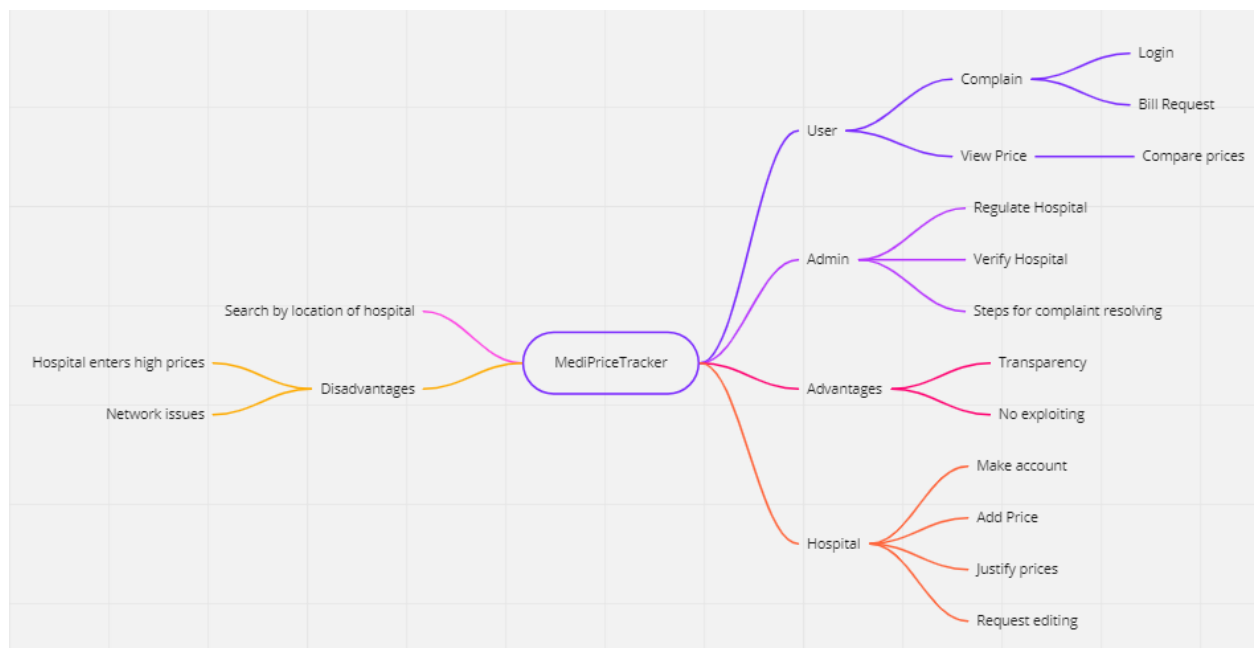 Login
Complain
Bill Request
User
View Price
Compare prices
Regulate Hospital
Admin
Verify Hospital
Steps for complaint resolving
Search by location of hospital
MediPriceTracker
Hospital enters high prices
Disadvantages
Network issues
Transparency
Advantages
No exploiting
Make account
Add Price
Hospital
Justify prices
Request editing